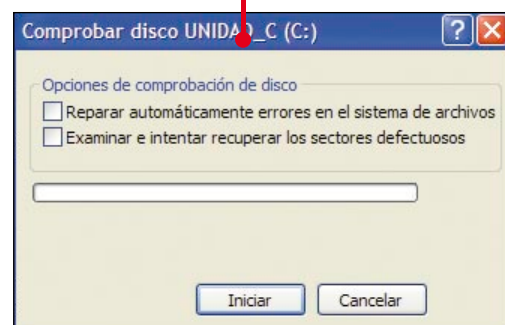 Comprobar disco UNIDAD_C (C:)
Opciones de comprobación de disco
Reparar automáticamente errores en el sistema de archivos
Examinar e intentar recuperar los sectores defectuosos
Iniciar
Cancelar